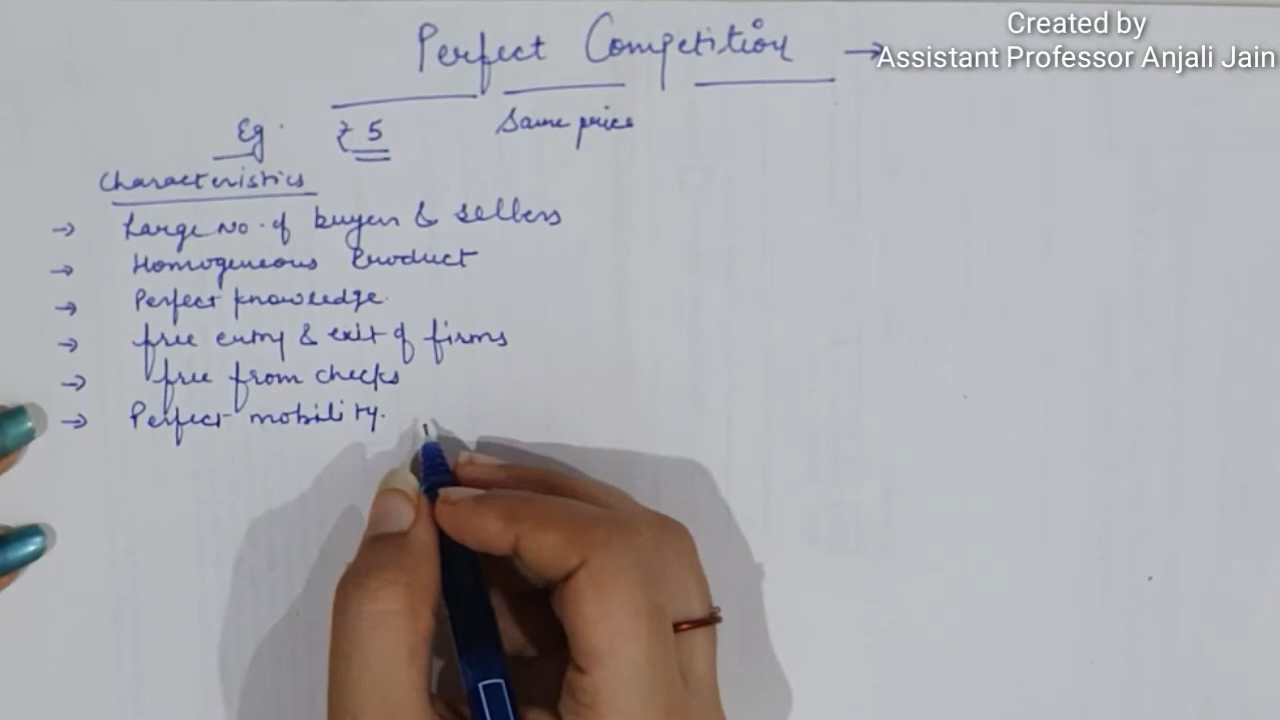 Perfect Competition →
Created by
Assistant Professor Anjali Jain
Eg. ₹ 5 Same price
Characteristics
→ Large No. of buyers & sellers
→ Homogeneous Product
→ Perfect knowledge.
→ free entry & exit of firms
→ free from checks
→ Perfect mobility.